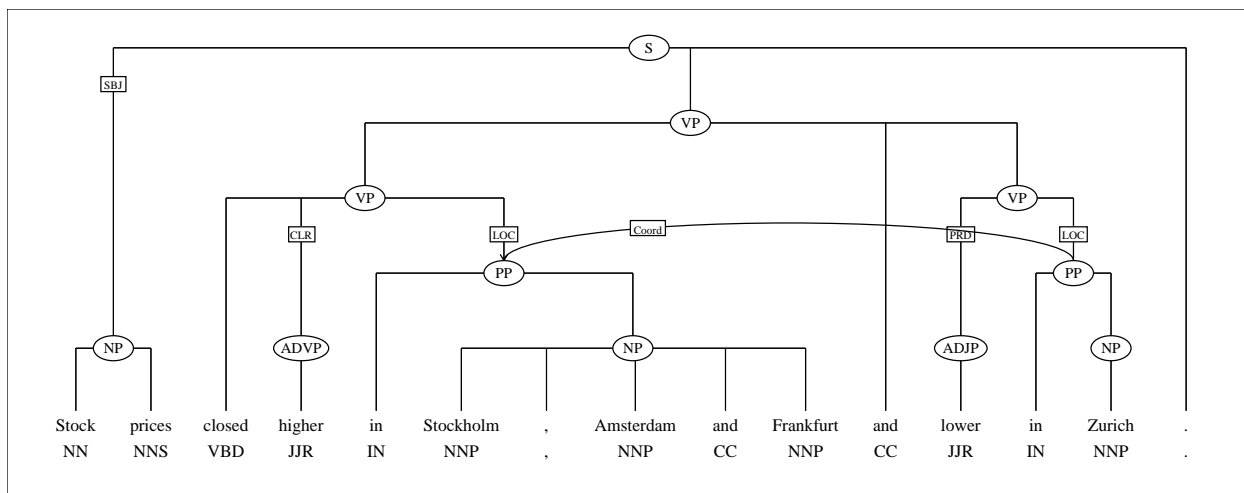 S
SBJ
VP
VP VP
CLR LOC Coord PRD LOC
PP PP
NP ADVP NP ADJP NP
Stock prices closed higher in Stockholm , Amsterdam and Frankfurt and lower in Zurich .
NN NNS VBD JJR IN NNP , NNP CC NNP CC JJR IN NNP .